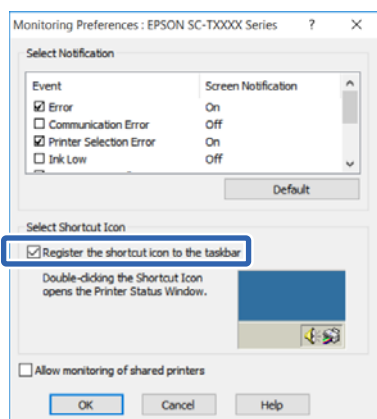 Monitoring Preferences : EPSON SC-TXXXX Series ? ✕
Select Notification
Event Screen Notification
Error On
Communication Error Off
Printer Selection Error On
Ink Low Off
Default
Select Shortcut Icon
Register the shortcut icon to the taskbar
Double-clicking the Shortcut Icon
opens the Printer Status Window.
Allow monitoring of shared printers
OK Cancel Help